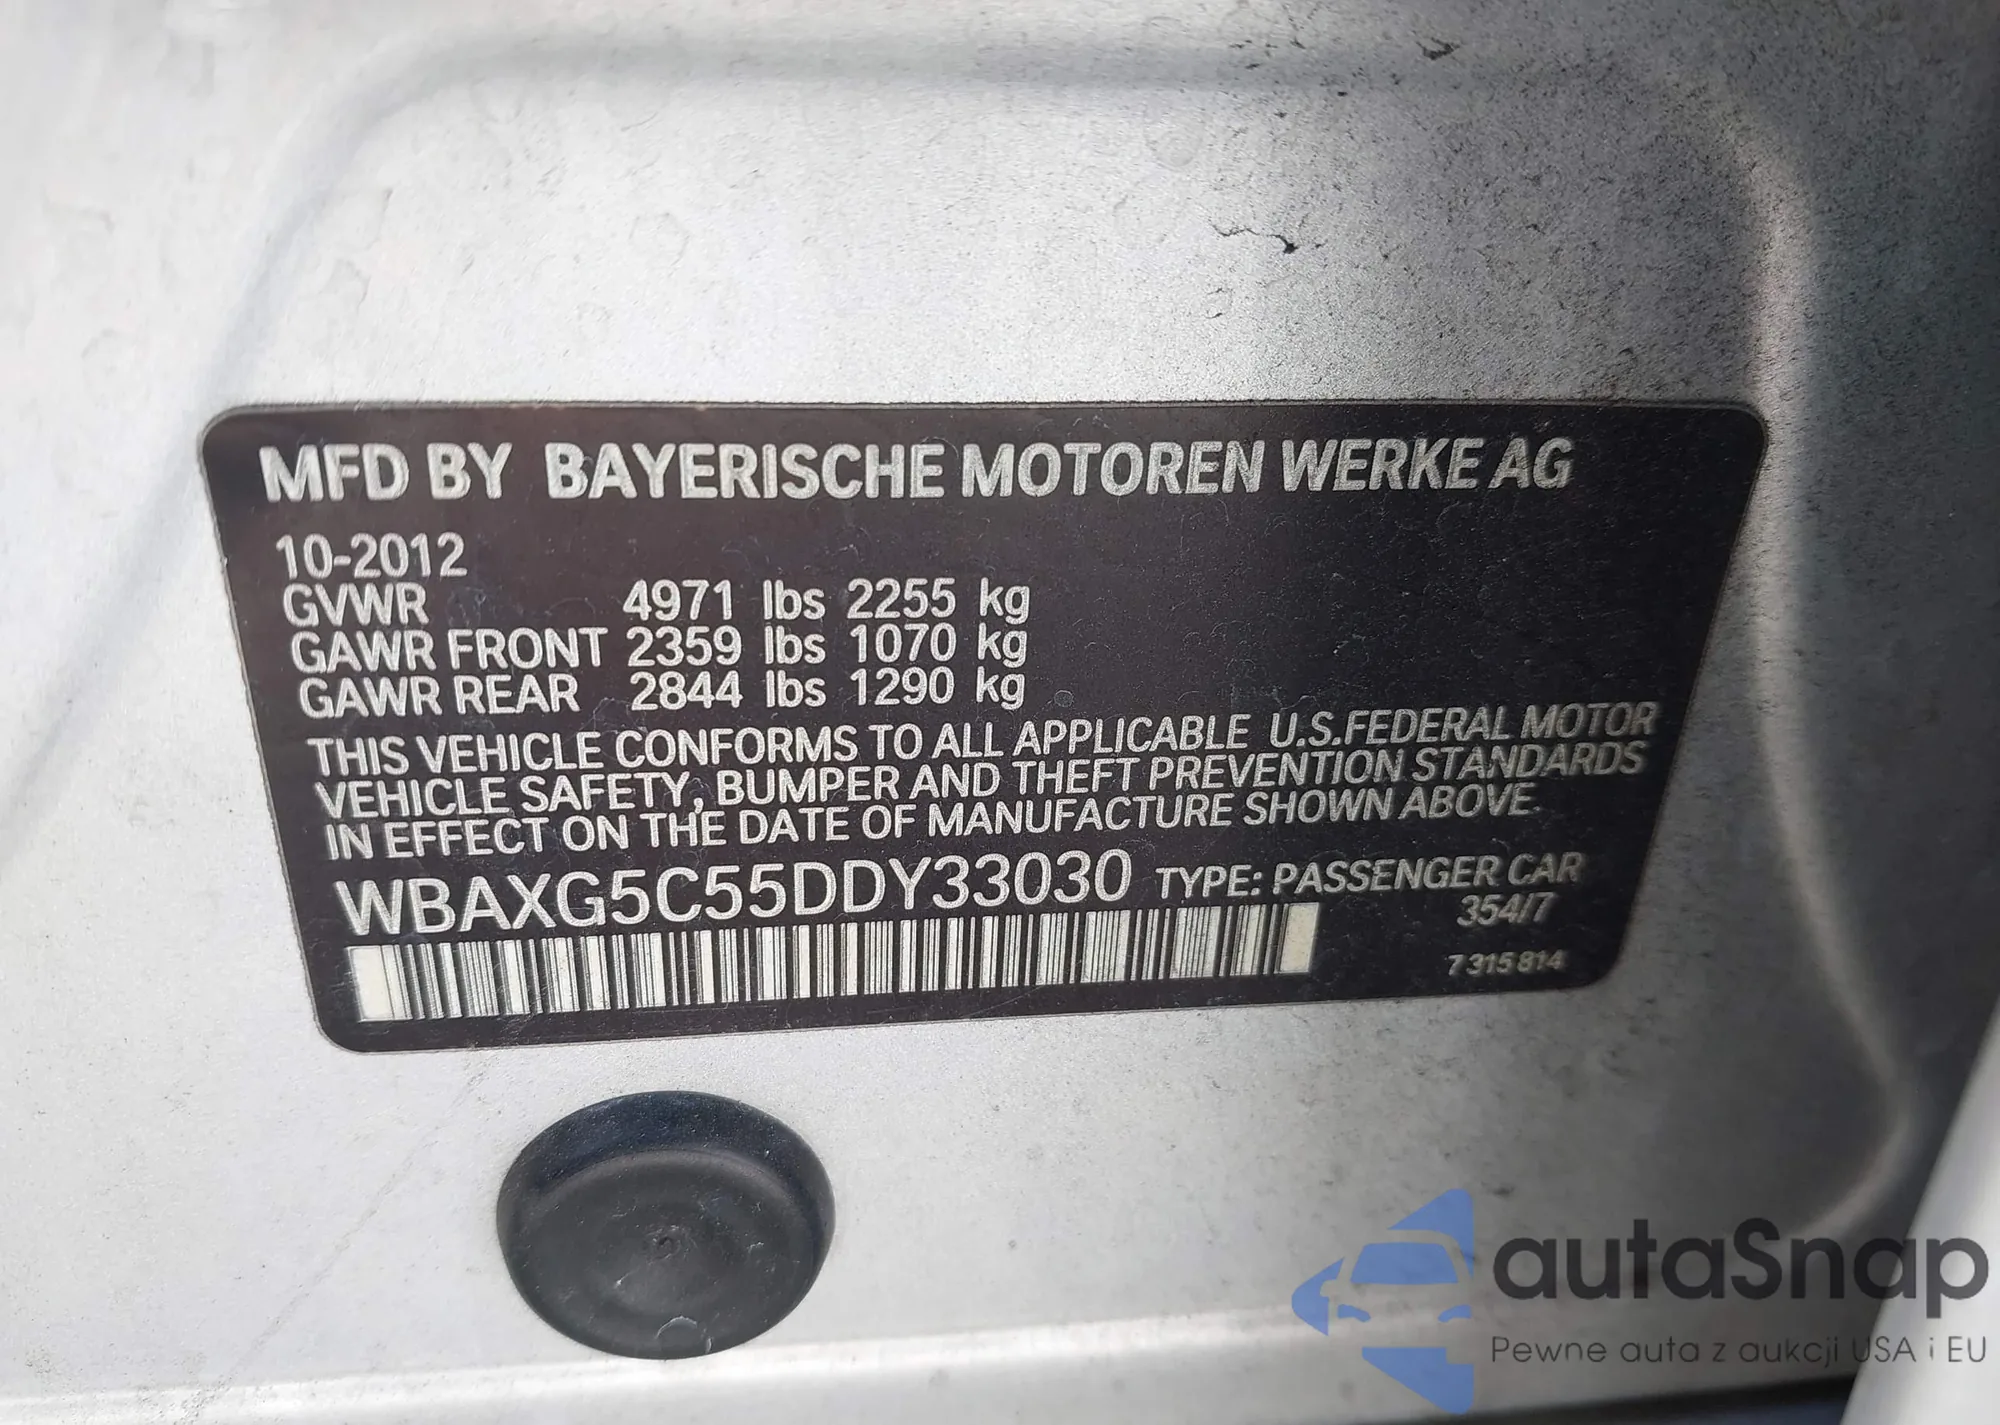 MFD BY BAYERISCHE MOTOREN WERKE AG
10-2012
GVWR 4971 lbs 2255 kg
GAWR FRONT 2359 lbs 1070 kg
GAWR REAR 2844 lbs 1290 kg
THIS VEHICLE CONFORMS TO ALL APPLICABLE U.S.FEDERAL MOTOR
VEHICLE SAFETY, BUMPER AND THEFT PREVENTION STANDARDS
IN EFFECT ON THE DATE OF MANUFACTURE SHOWN ABOVE.
WBAXG5C55DDY33030 TYPE: PASSENGER CAR
354/7
7 315 814
autaSnap
Pewne auta z aukcji USA i EU